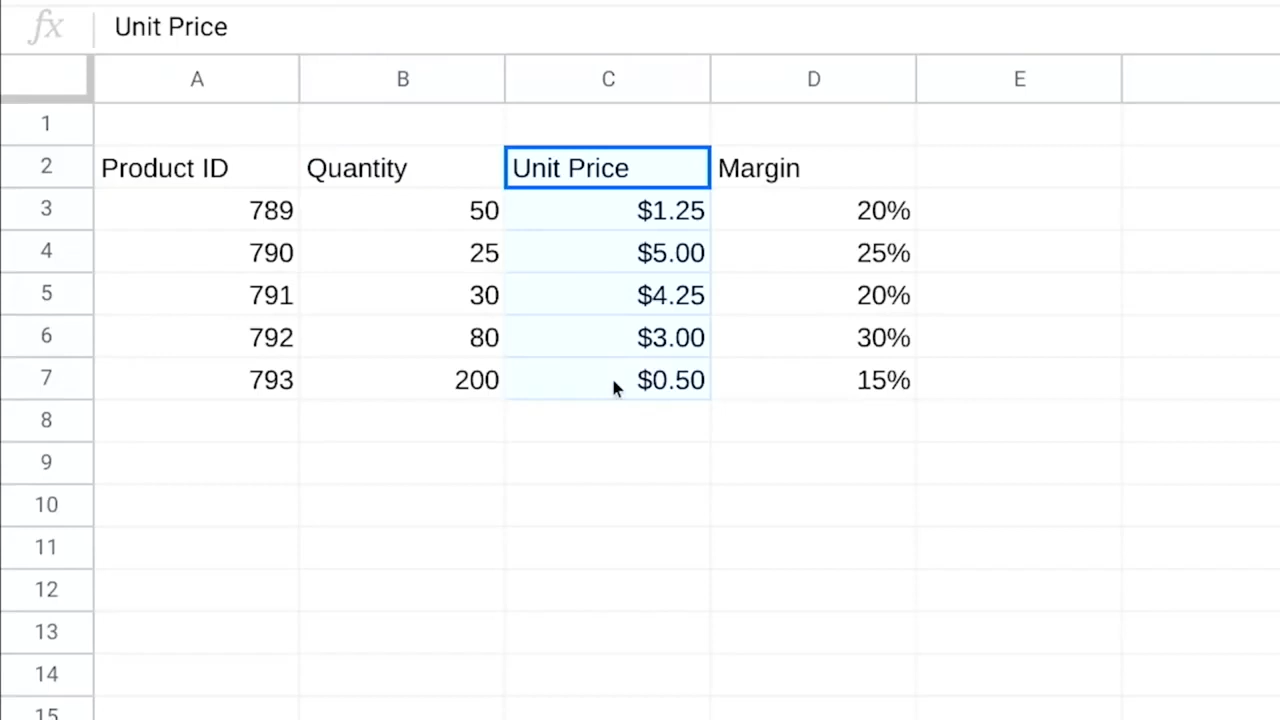 fx Unit Price
A B C D E
1
2 Product ID Quantity Unit Price Margin
3 789 50 $1.25 20%
4 790 25 $5.00 25%
5 791 30 $4.25 20%
6 792 80 $3.00 30%
7 793 200 $0.50 15%
8
9
10
11
12
13
14
15